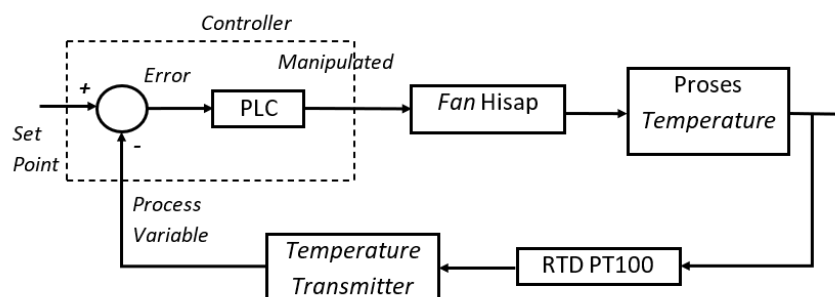 Controller
Manipulated
+
Error
PLC
Fan Hisap
Proses
Temperature
Set
Point
-
Process
Variable
Temperature
Transmitter
RTD PT100